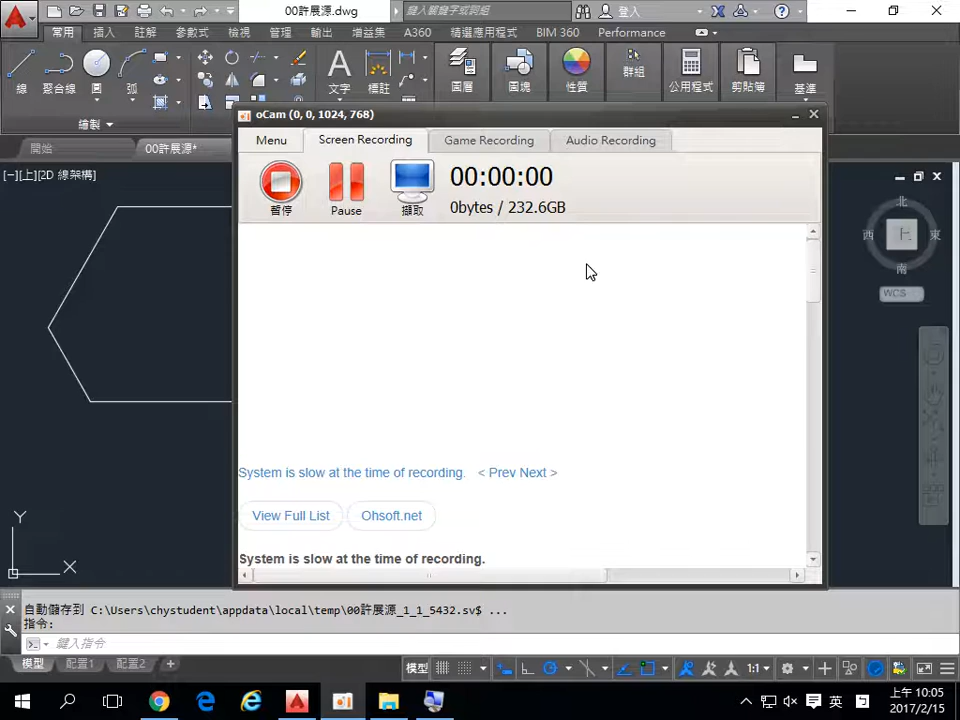 00許展源.dwg
鍵入關鍵字或片語
登入
常用 插入 註解 參數式 檢視 管理 輸出 增益集 A360 精選應用程式 BIM 360 Performance
線 聚合線 圓 弧 文字 標註 圖層 圖塊 性質 群組 公用程式 剪貼簿 基準
繪製
oCam (0, 0, 1024, 768)
開始 00許展源*
Menu Screen Recording Game Recording Audio Recording
[−][上][2D 線架構]
00:00:00
0bytes / 232.6GB
暫停 Pause 擷取
北
西 上 東
南
WCS
System is slow at the time of recording. < Prev Next >
View Full List Ohsoft.net
System is slow at the time of recording.
Y
X
自動儲存到 C:\Users\chystudent\appdata\local\temp\00許展源_1_1_5432.sv$ ...
指令:
鍵入指令
模型 配置1 配置2 +
模型 1:1
英
上午 10:05
2017/2/15